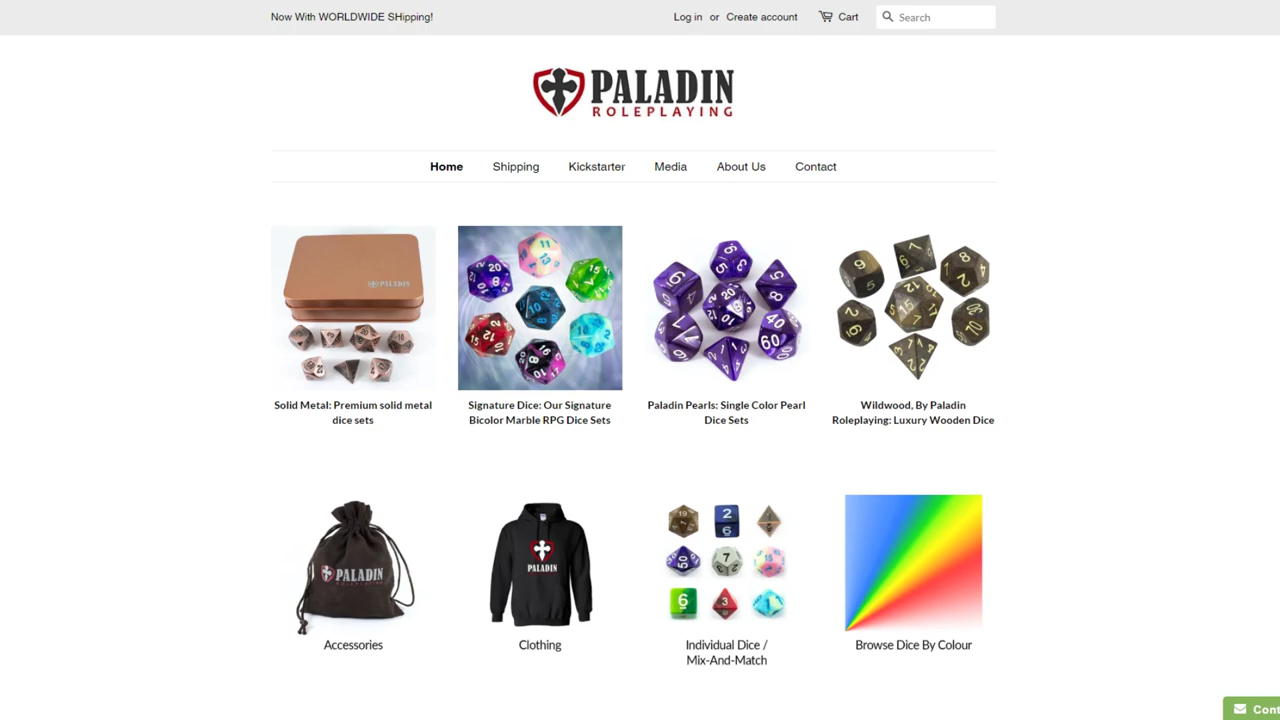 Now With WORLDWIDE SHipping!
Log in or Create account Cart Search
PALADIN
ROLEPLAYING
Home Shipping Kickstarter Media About Us Contact
PALADIN
Solid Metal: Premium solid metal
dice sets
Signature Dice: Our Signature
Bicolor Marble RPG Dice Sets
Paladin Pearls: Single Color Pearl
Dice Sets
Wildwood, By Paladin
Roleplaying: Luxury Wooden Dice
PALADIN
ROLEPLAYING
PALADIN
Accessories
Clothing
Individual Dice /
Mix-And-Match
Browse Dice By Colour
Cont